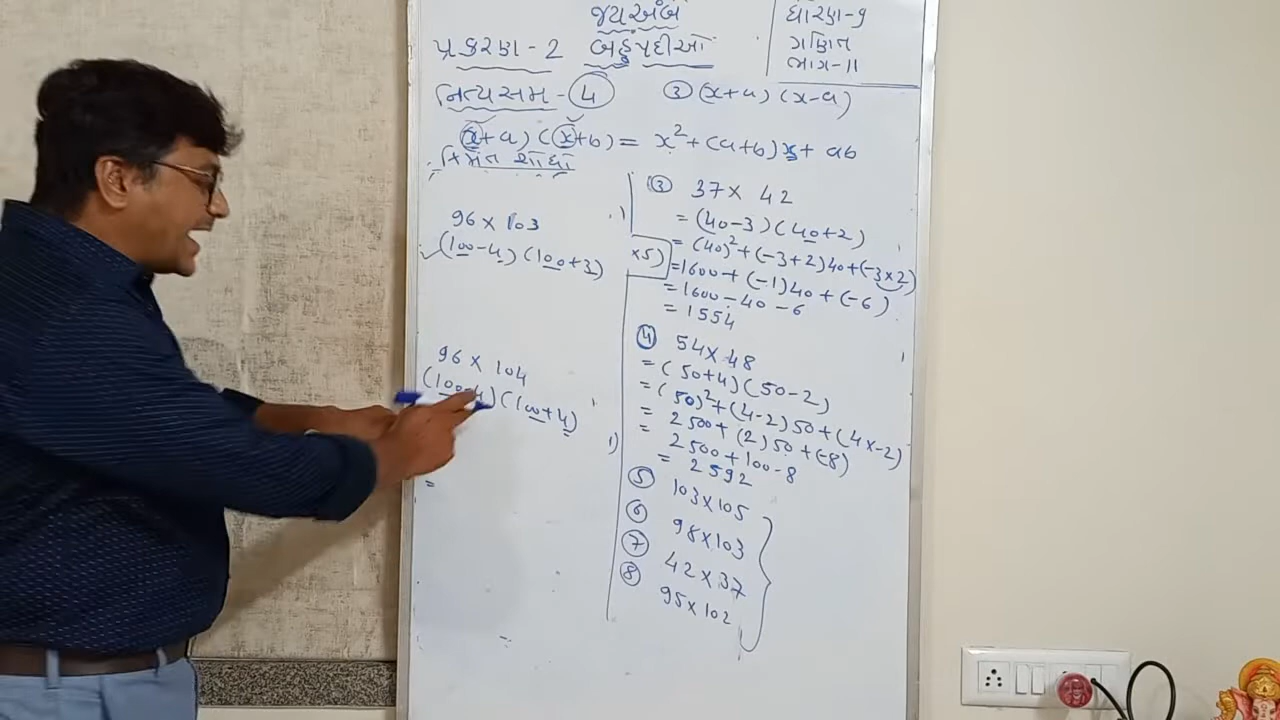 જય અંબે
પ્રકરણ - 2 બહુપદીઓ
ધોરણ - ૯
ગણિત
ભાગ - 11
નિત્યસમ - 4
③ (x+a) (x-a)
(x+a) (x+b) = x² + (a+b)x + ab
કિંમત શોધો
96 × 103
(100-4) (100+3)
96 × 104
(100-4) (100+4)
=
×5)
③ 37 × 42
= (40-3) (40+2)
= (40)² + (-3+2)40 + (-3×2)
= 1600 + (-1)40 + (-6)
= 1600 - 40 - 6
= 1554
④ 54 × 48
= (50+4) (50-2)
= (50)² + (4-2)50 + (4×-2)
= 2500 + (2)50 + (-8)
= 2500 + 100 - 8
= 2592
⑤ 103×105
⑥ 98×103
⑦ 42×37
⑧ 95×102